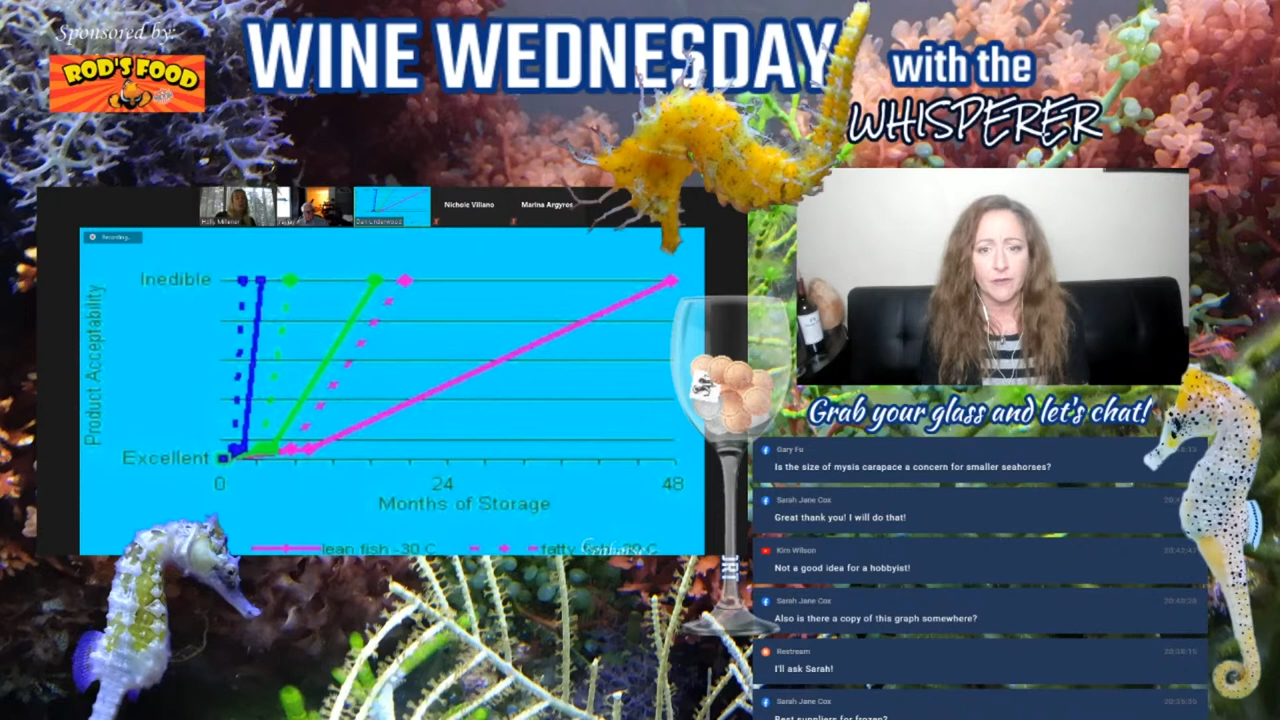 Sponsored by:
ROD'S FOOD
WINE WEDNESDAY
with the
WHISPERER
Holly Millener
Dan Underwood
Nichole Villano
Marina Argyros
Recording...
Inedible
Product Acceptability
Excellent
0
24
48
Months of Storage
lean fish -30 C
Grab your glass and let's chat!
Gary Fu
Is the size of mysis carapace a concern for smaller seahorses?
Sarah Jane Cox
Great thank you! I will do that!
Kim Wilson
Not a good idea for a hobbyist!
Sarah Jane Cox
Also is there a copy of this graph somewhere?
Restream
I'll ask Sarah!
Sarah Jane Cox
Best suppliers for frozen?